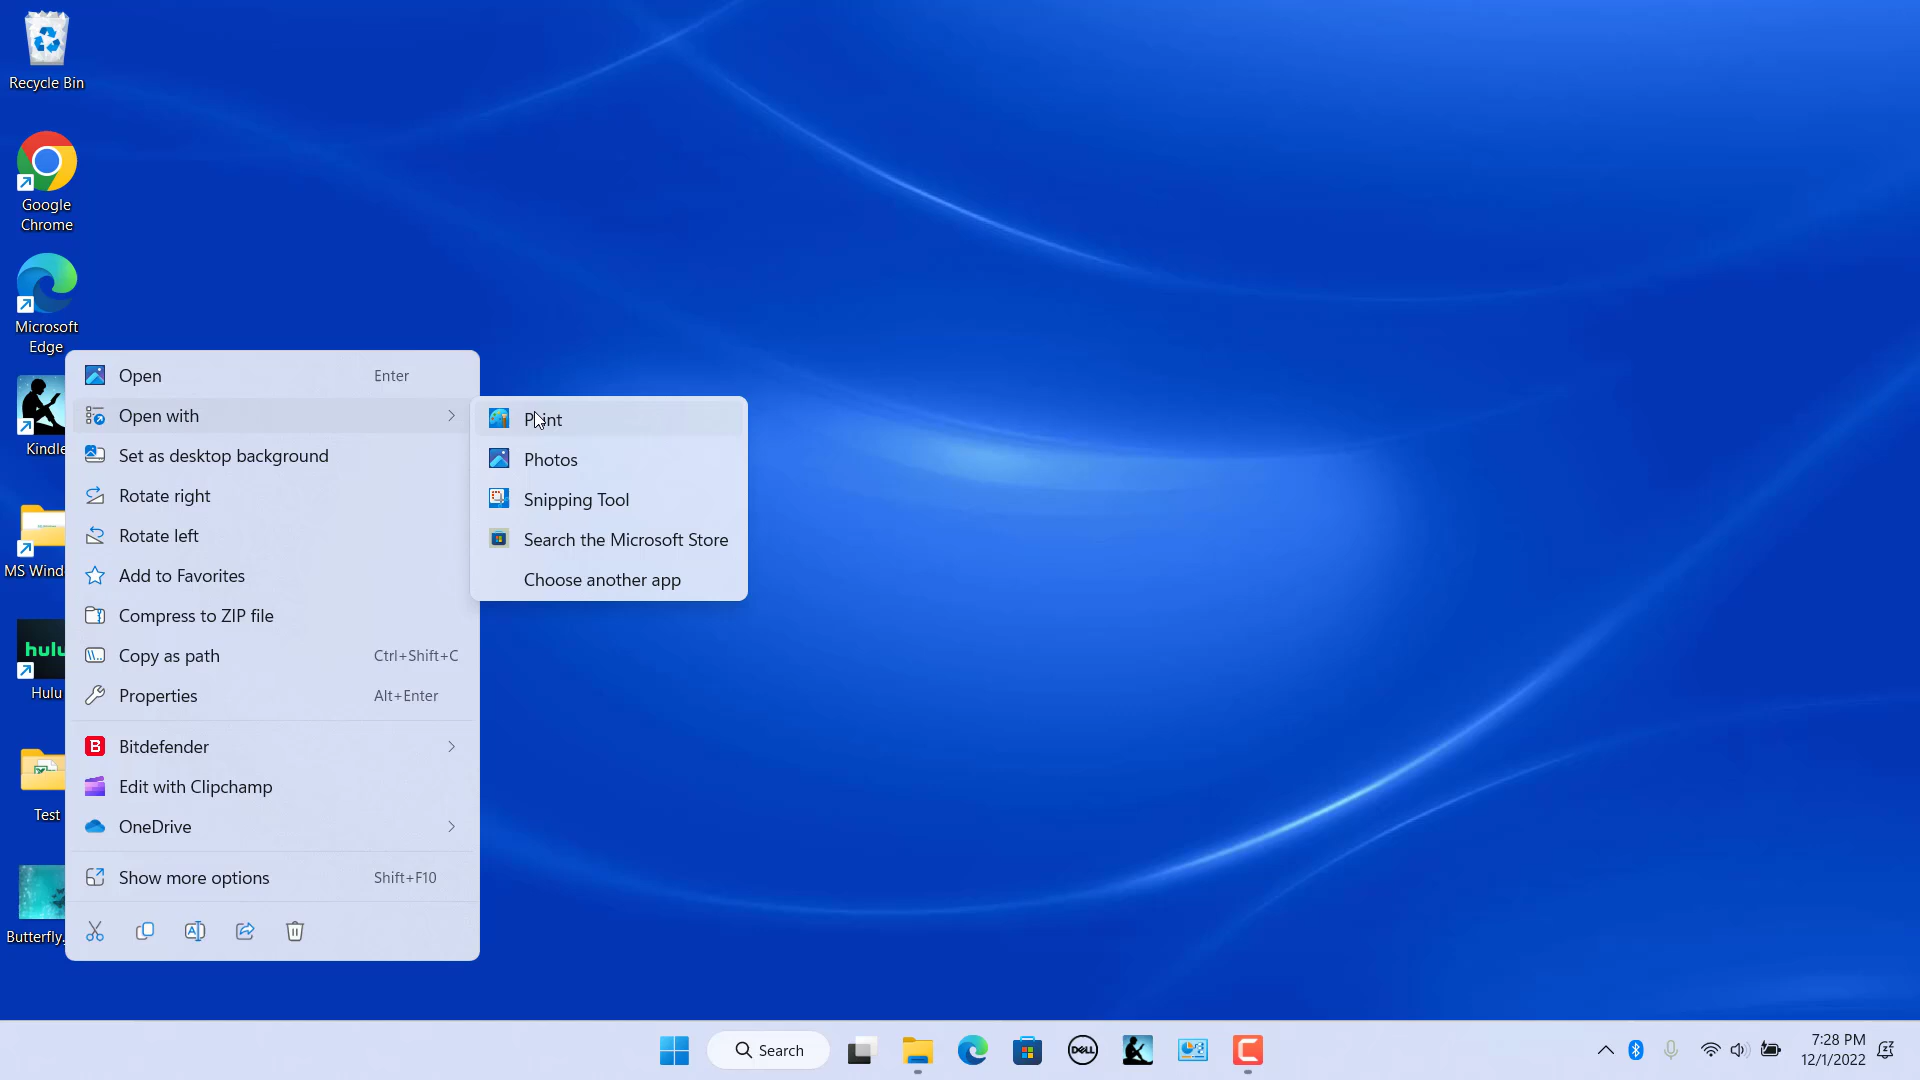 Recycle Bin
Google
Chrome
Microsoft
Edge
Kindle
MS Wind
hulu
Hulu
Test
Butterfly.
Open Enter
Open with
Set as desktop background
Rotate right
Rotate left
Add to Favorites
Compress to ZIP file
Copy as path Ctrl+Shift+C
Properties Alt+Enter
B Bitdefender
Edit with Clipchamp
OneDrive
Show more options Shift+F10
Paint
Photos
Snipping Tool
Search the Microsoft Store
Choose another app
Search
DELL
7:28 PM
12/1/2022